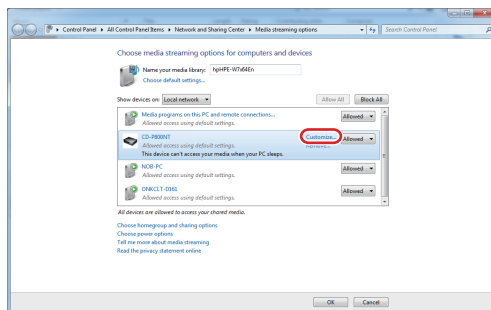 Control Panel ▸ All Control Panel Items ▸ Network and Sharing Center ▸ Media streaming options
Search Control Panel
Choose media streaming options for computers and devices
Name your media library: hpHPE-W7x64En
Choose default settings...
Show devices on: Local network Allow All Block All
Media programs on this PC and remote connections...
Allowed access using default settings.
Allowed
CD-P800NT
Customize...
Allowed
Allowed access using default settings.
This device can't access your media when your PC sleeps.
NOB-PC
Allowed access using default settings.
Allowed
ONKCLT-D161
Allowed access using default settings.
Allowed
All devices are allowed to access your shared media.
Choose homegroup and sharing options
Choose power options
Tell me more about media streaming
Read the privacy statement online
OK Cancel